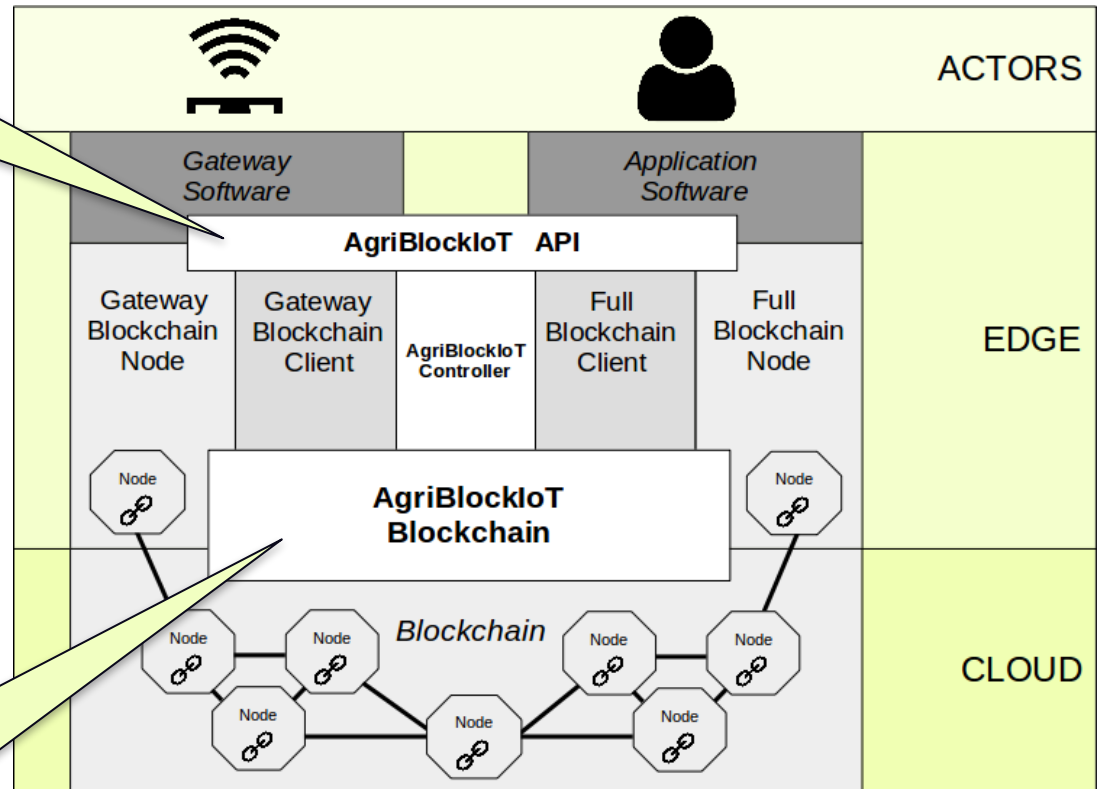 ACTORS
Gateway
Software
Application
Software
AgriBlockIoT API
Gateway
Blockchain
Node
Gateway
Blockchain
Client
AgriBlockIoT
Controller
Full
Blockchain
Client
Full
Blockchain
Node
EDGE
Node
Node
AgriBlockIoT
Blockchain
Blockchain
Node
Node
Node
Node
CLOUD
Node
Node
Node